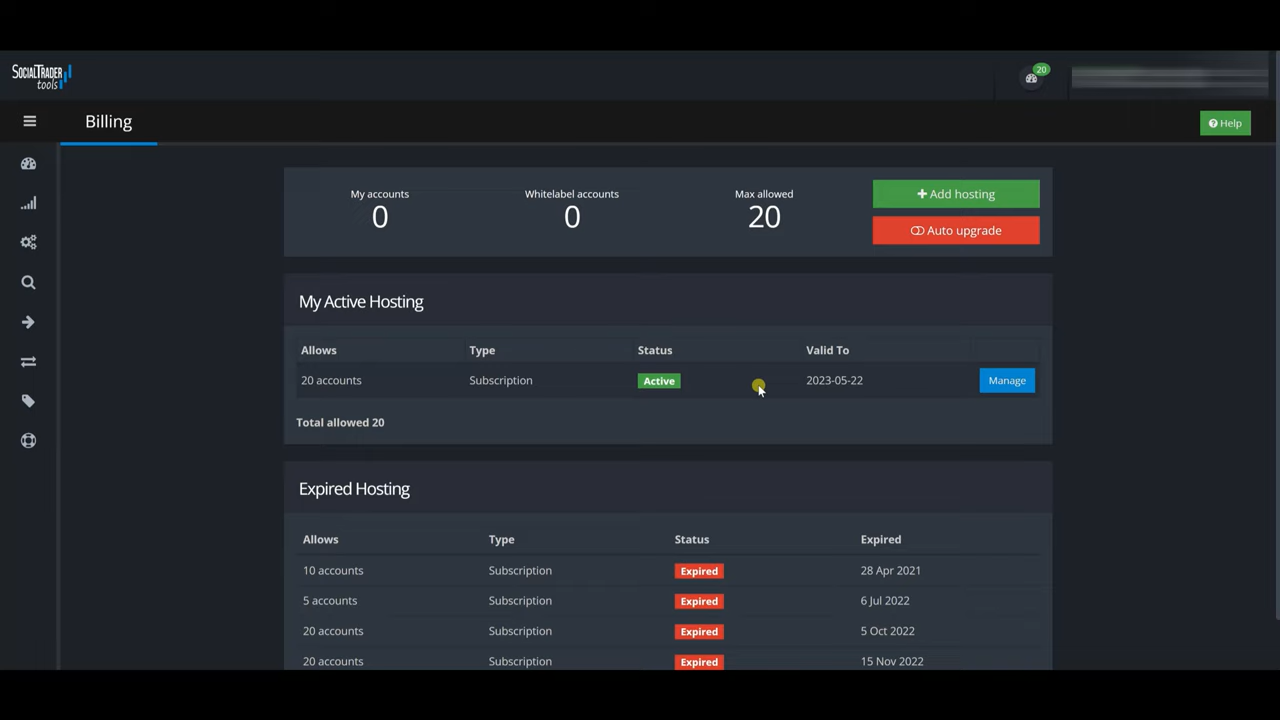 SOCIALTRADER
tools
20
Billing
Help
My accounts
Whitelabel accounts
Max allowed
0
0
20
Add hosting
Auto upgrade
My Active Hosting
Allows Type Status Valid To
20 accounts Subscription Active 2023-05-22 Manage
Total allowed 20
Expired Hosting
Allows Type Status Expired
10 accounts Subscription Expired 28 Apr 2021
5 accounts Subscription Expired 6 Jul 2022
20 accounts Subscription Expired 5 Oct 2022
20 accounts Subscription Expired 15 Nov 2022